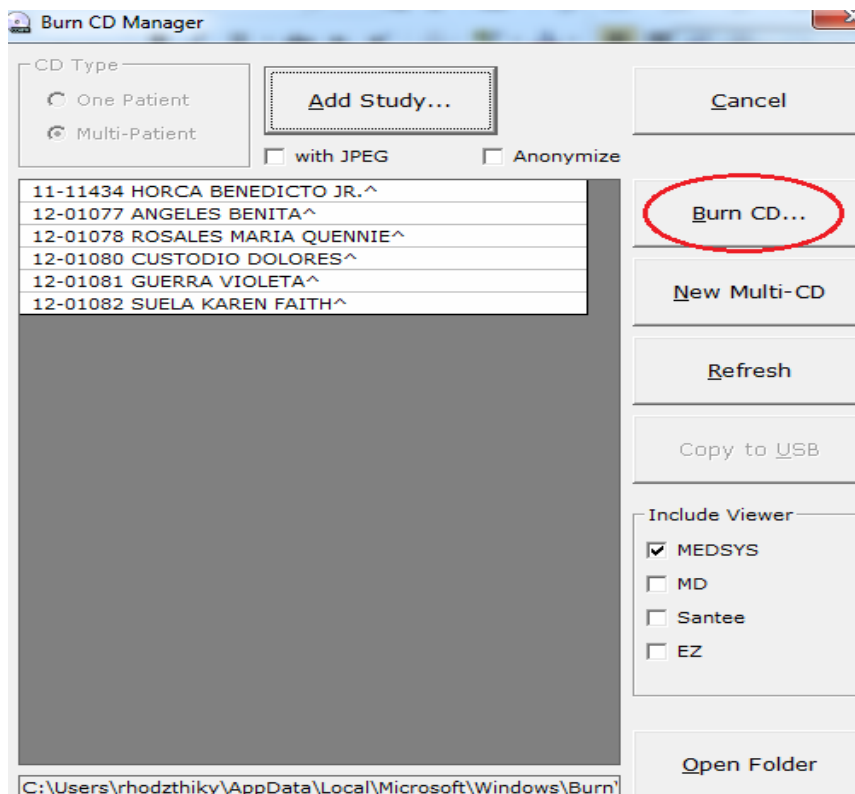 Burn CD Manager
CD Type
One Patient
Multi-Patient
Add Study...
with JPEG
Anonymize
Cancel
11-11434 HORCA BENEDICTO JR.^
12-01077 ANGELES BENITA^
12-01078 ROSALES MARIA QUENNIE^
12-01080 CUSTODIO DOLORES^
12-01081 GUERRA VIOLETA^
12-01082 SUELA KAREN FAITH^
Burn CD...
New Multi-CD
Refresh
Copy to USB
Include Viewer
MEDSYS
MD
Santee
EZ
Open Folder
C:\Users\rhodzthiky\AppData\Local\Microsoft\Windows\Burn\